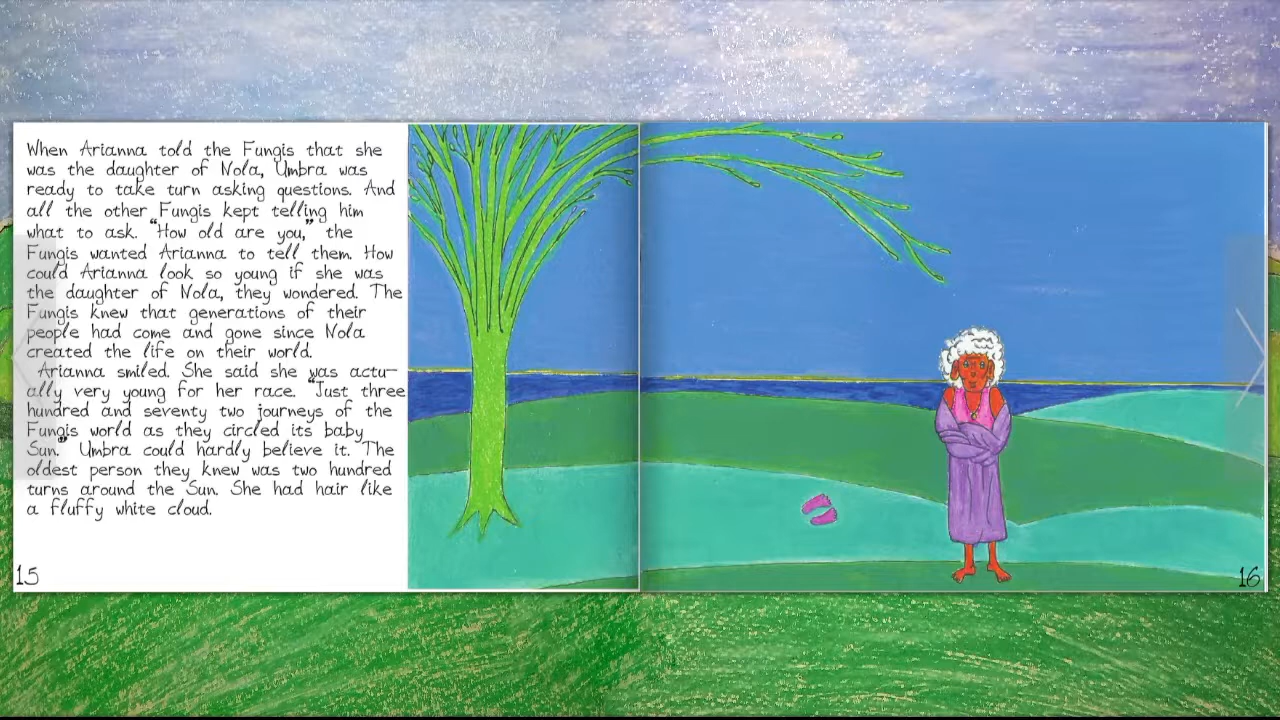 When Arianna told the Fungis that she
was the daughter of Nola, Umbra was
ready to take turn asking questions. And
all the other Fungis kept telling him
what to ask. "How old are you," the
Fungis wanted Arianna to tell them. How
could Arianna look so young if she was
the daughter of Nola, they wondered. The
Fungis knew that generations of their
people had come and gone since Nola
created the life on their world.
Arianna smiled. She said she was actu-
ally very young for her race. "Just three
hundred and seventy two journeys of the
Fungis world as they circled its baby
Sun." Umbra could hardly believe it. The
oldest person they knew was two hundred
turns around the Sun. She had hair like
a fluffy white cloud.
15
16